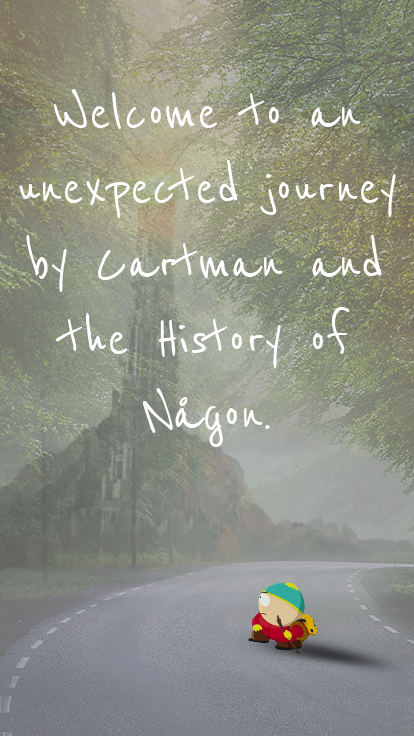 Welcome to an
unexpected journey
by Cartman and
the History of
Någon.